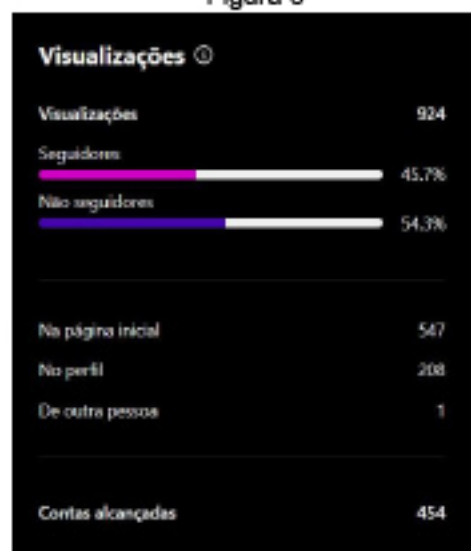 Visualizações
Visualizações 924
Seguidores
45.7%
Não seguidores
54.3%
Na página inicial 547
No perfil 208
De outra pessoa 1
Contas alcançadas 454